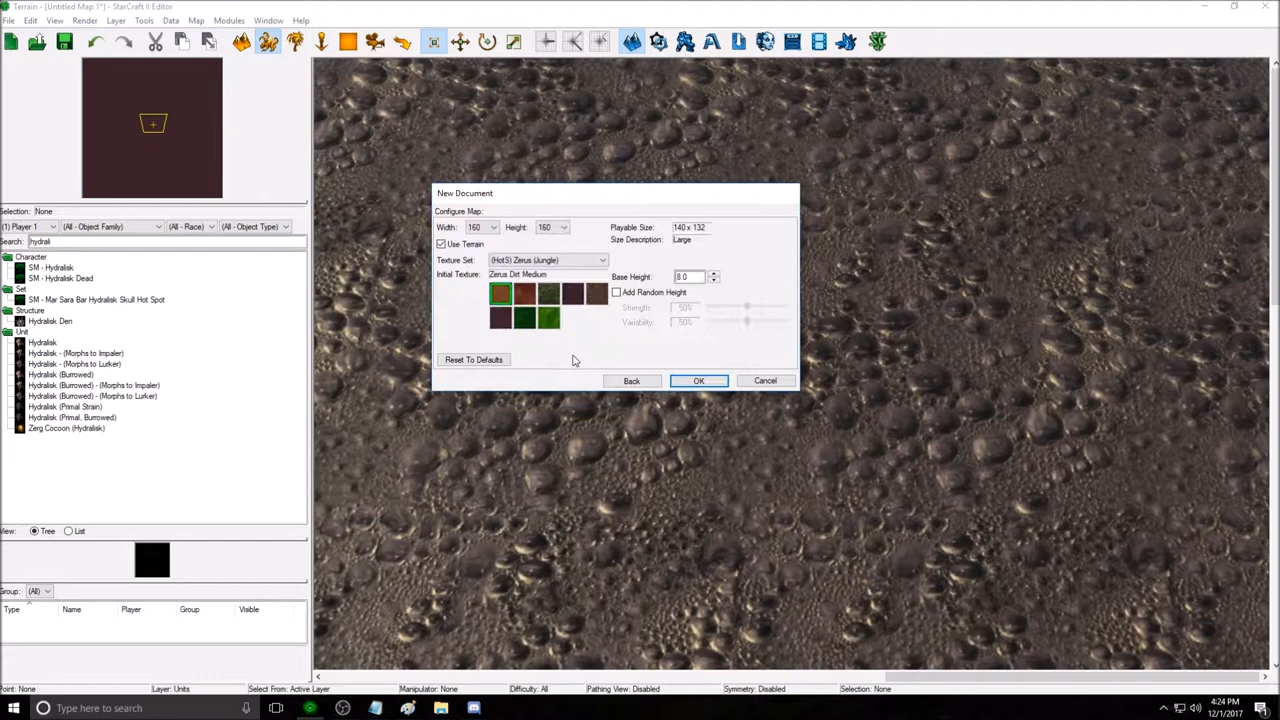 Terrain - [Untitled Map 1*] - StarCraft II Editor
File Edit View Render Layer Tools Data Map Modules Window Help
Selection: None
(1) Player 1 (All - Object Family) (All - Race) (All - Object Type)
Search: hydrali
Character
SM - Hydralisk
SM - Hydralisk Dead
Set
SM - Mar Sara Bar Hydralisk Skull Hot Spot
Structure
Hydralisk Den
Unit
Hydralisk
Hydralisk - (Morphs to Impaler)
Hydralisk - (Morphs to Lurker)
Hydralisk (Burrowed)
Hydralisk (Burrowed) - (Morphs to Impaler)
Hydralisk (Burrowed) - (Morphs to Lurker)
Hydralisk (Primal Strain)
Hydralisk (Primal, Burrowed)
Zerg Cocoon (Hydralisk)
View: Tree List
Group: (All)
Type Name Player Group Visible
New Document
Configure Map:
Width: 160 Height: 160 Playable Size: 140 x 132
Use Terrain Size Description: Large
Texture Set: (HotS) Zerus (Jungle)
Initial Texture: Zerus Dirt Medium Base Height: 8.0
Add Random Height
Strength: 50%
Variability: 50%
Reset To Defaults
Back OK Cancel
Point: None Layer: Units Select From: Active Layer Manipulator: None Difficulty: All Pathing View: Disabled Symmetry: Disabled Selection: None
Type here to search
4:24 PM
12/1/2017